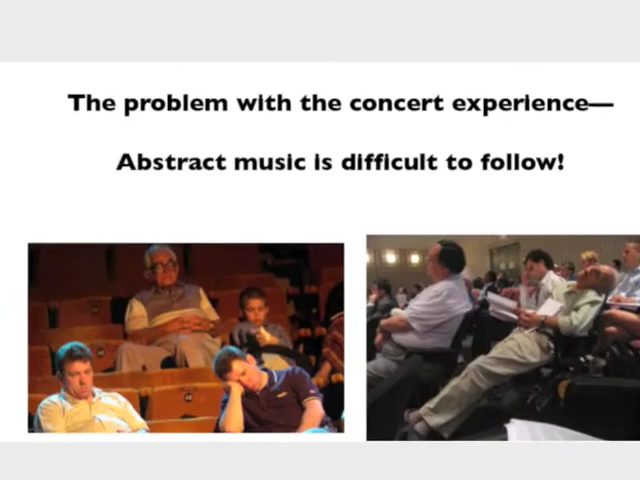 The problem with the concert experience—
Abstract music is difficult to follow!